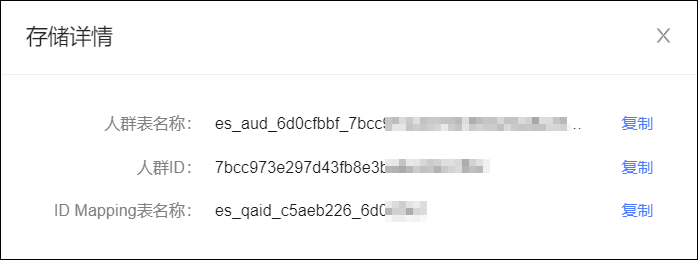 存储详情
人群表名称： es_aud_6d0cfbbf_7bcc9 .. 复制
人群ID： 7bcc973e297d43fb8e3b 复制
ID Mapping表名称： es_qaid_c5aeb226_6d0 复制